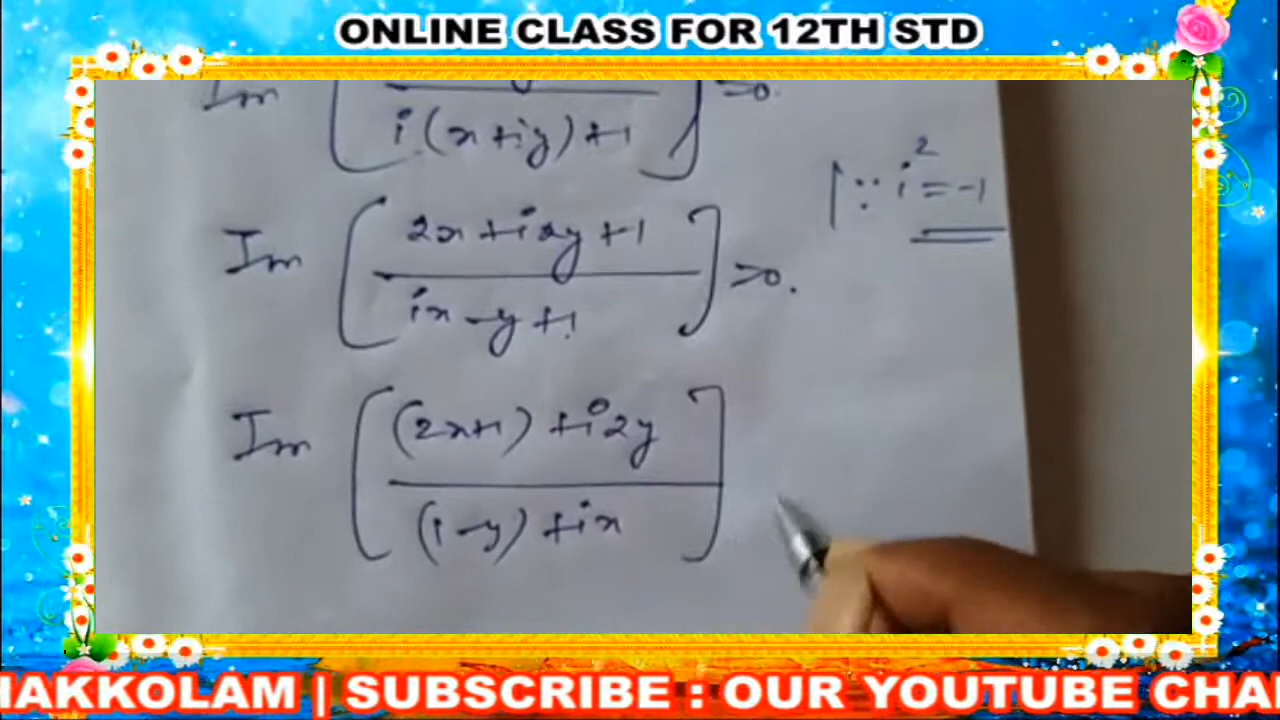 ONLINE CLASS FOR 12TH STD
Im [ / i(x+iy)+1 ] =0.
∵ i² = -1
Im [ 2x+i2y+1 / ix-y+1 ] =0.
Im [ (2x+1)+i2y / (1-y)+ix ]
HAKKOLAM | SUBSCRIBE : OUR YOUTUBE CHA